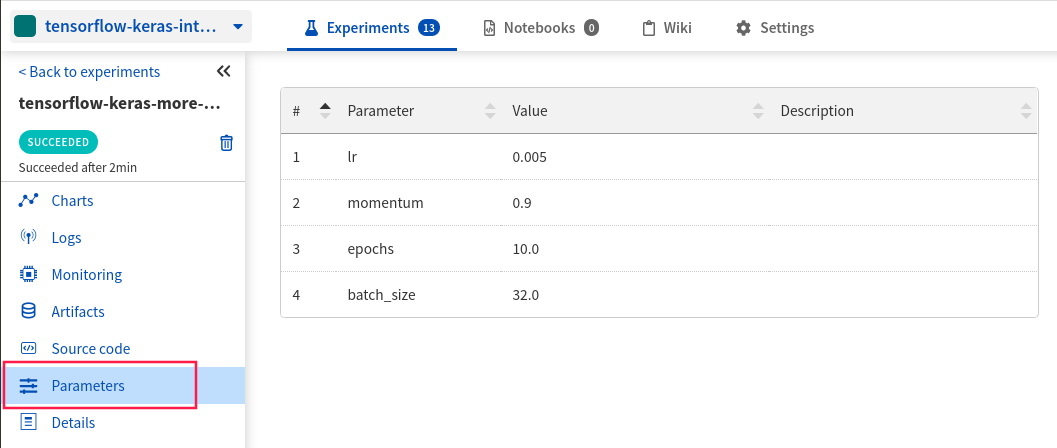 tensorflow-keras-int...
Experiments 13
Notebooks 0
Wiki
Settings
< Back to experiments
tensorflow-keras-more-...
SUCCEEDED
Succeeded after 2min
Charts
Logs
Monitoring
Artifacts
Source code
Parameters
Details
# Parameter Value Description
1 lr 0.005
2 momentum 0.9
3 epochs 10.0
4 batch_size 32.0